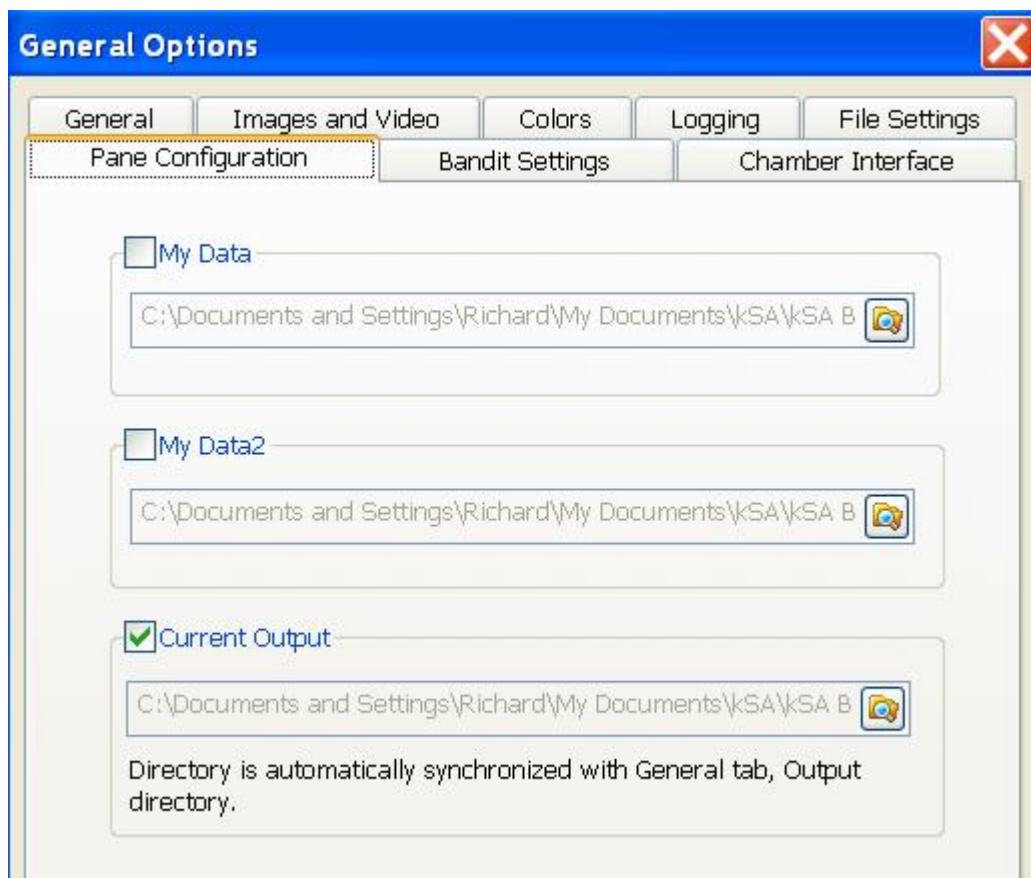 General Options
General
Images and Video
Colors
Logging
File Settings
Pane Configuration
Bandit Settings
Chamber Interface
My Data
C:\Documents and Settings\Richard\My Documents\kSA\kSA B
My Data2
C:\Documents and Settings\Richard\My Documents\kSA\kSA B
Current Output
C:\Documents and Settings\Richard\My Documents\kSA\kSA B
Directory is automatically synchronized with General tab, Output
directory.